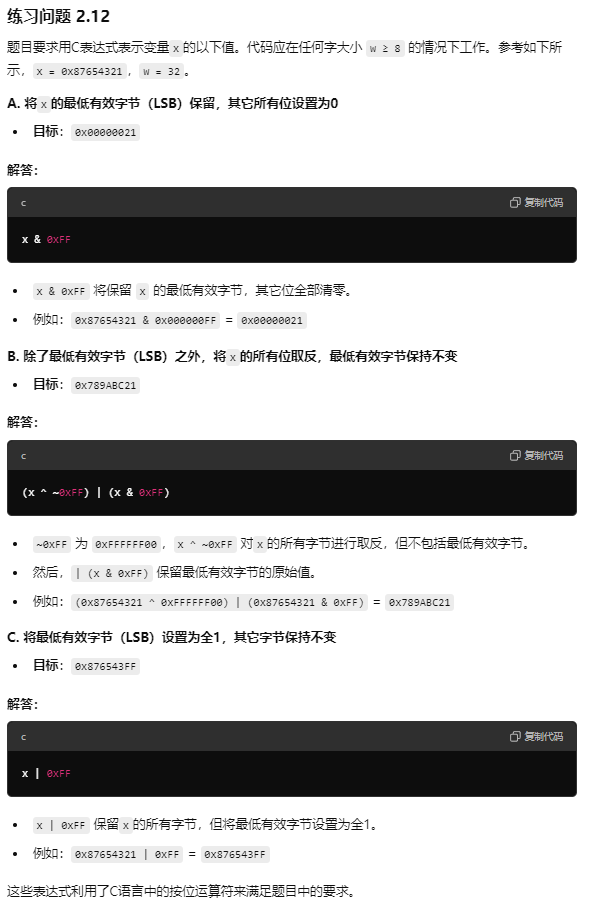 练习问题 2.12
题目要求用C表达式表示变量x的以下值。代码应在任何字大小 w ≥ 8 的情况下工作。参考如下所
示，x = 0x87654321，w = 32。
A. 将x的最低有效字节（LSB）保留，其它所有位设置为0
• 目标：0x00000021
解答：
c 复制代码
x & 0xFF
• x & 0xFF 将保留 x 的最低有效字节，其它位全部清零。
• 例如：0x87654321 & 0x000000FF = 0x00000021
B. 除了最低有效字节（LSB）之外，将x的所有位取反，最低有效字节保持不变
• 目标：0x789ABC21
解答：
c 复制代码
(x ^ ~0xFF) | (x & 0xFF)
• ~0xFF 为 0xFFFFFF00，x ^ ~0xFF 对x的所有字节进行取反，但不包括最低有效字节。
• 然后，| (x & 0xFF) 保留最低有效字节的原始值。
• 例如：(0x87654321 ^ 0xFFFFFF00) | (0x87654321 & 0xFF) = 0x789ABC21
C. 将最低有效字节（LSB）设置为全1，其它字节保持不变
• 目标：0x876543FF
解答：
c 复制代码
x | 0xFF
• x | 0xFF 保留x的所有字节，但将最低有效字节设置为全1。
• 例如：0x87654321 | 0xFF = 0x876543FF
这些表达式利用了C语言中的按位运算符来满足题目中的要求。